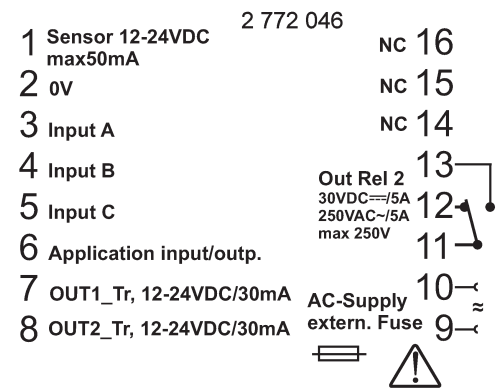 2 772 046
1 Sensor 12-24VDC
max50mA
2 0V
3 Input A
4 Input B
5 Input C
6 Application input/outp.
7 OUT1_Tr, 12-24VDC/30mA
8 OUT2_Tr, 12-24VDC/30mA
NC 16
NC 15
NC 14
13
Out Rel 2
30VDC⎓/5A
250VAC~/5A
max 250V
12
11
10
AC-Supply
extern. Fuse
≈
9